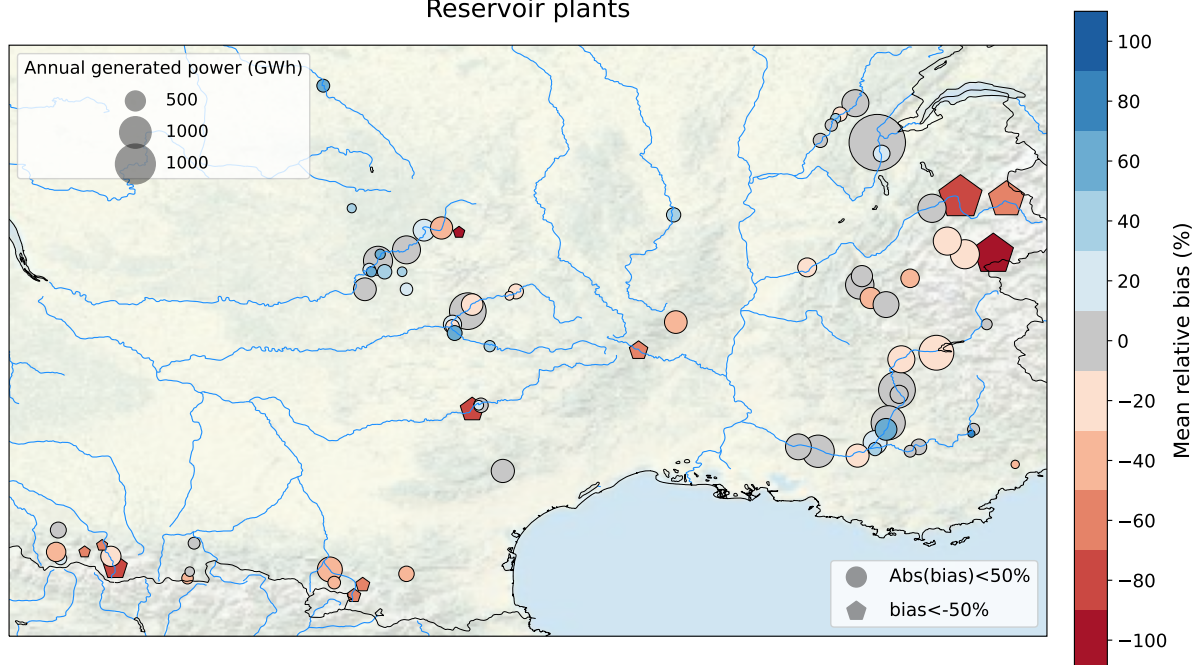 Reservoir plants
Annual generated power (GWh)
500
1000
1000
Abs(bias)<50%
bias<-50%
100
80
60
40
20
0
−20
−40
−60
−80
−100
Mean relative bias (%)